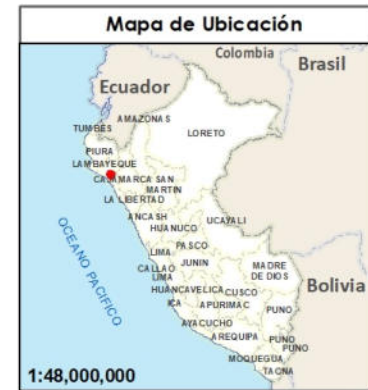 Mapa de Ubicación
Colombia
Ecuador
Brasil
AMAZONAS
TUMBES
LORETO
PIURA
LAMBAYEQUE
CAJAMARCA SAN
MARTIN
LA LIBERTAD
ANCASH
UCAYALI
HUANUCO
PASCO
LIMA
JUNIN
CALLAO
LIMA
MADRE
DE DIOS
HUANCAVELICA
CUSCO
Bolivia
ICA
APURIMAC
PUNO
AYACUCHO
AREQUIPA
PUNO
PUNO
MOQUEGUA
TACNA
OCEANO PACIFICO
1:48,000,000